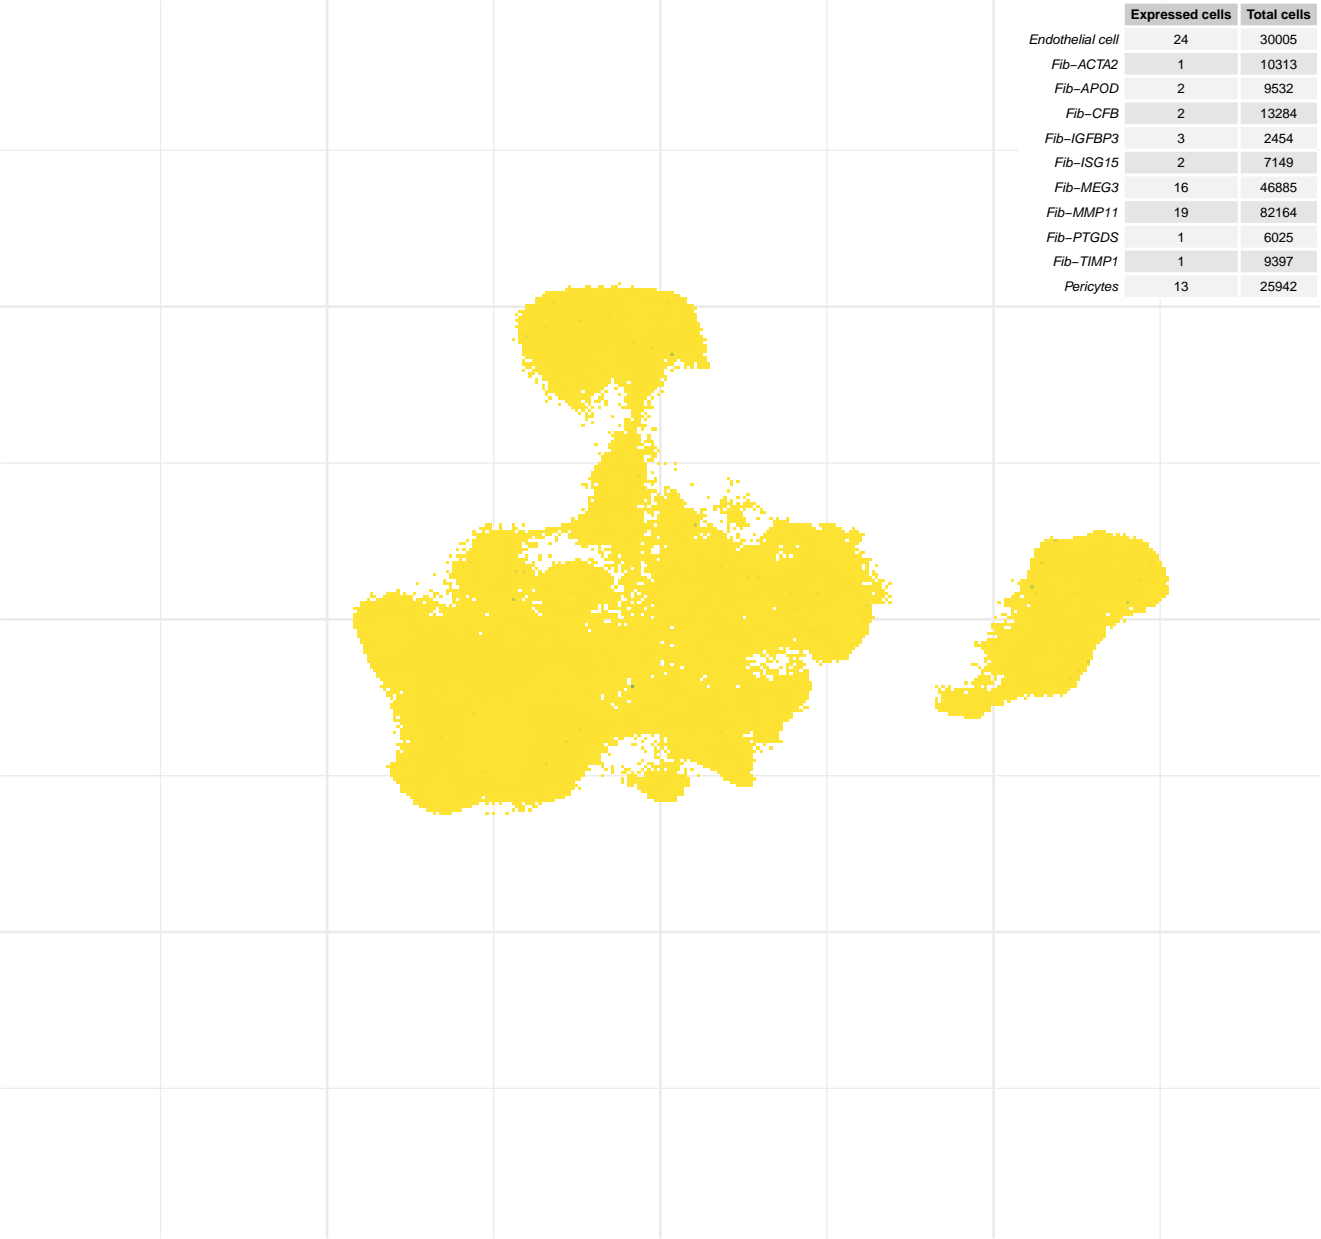 Expressed cells Total cells
Endothelial cell 24 30005
Fib−ACTA2 1 10313
Fib−APOD 2 9532
Fib−CFB 2 13284
Fib−IGFBP3 3 2454
Fib−ISG15 2 7149
Fib−MEG3 16 46885
Fib−MMP11 19 82164
Fib−PTGDS 1 6025
Fib−TIMP1 1 9397
Pericytes 13 25942